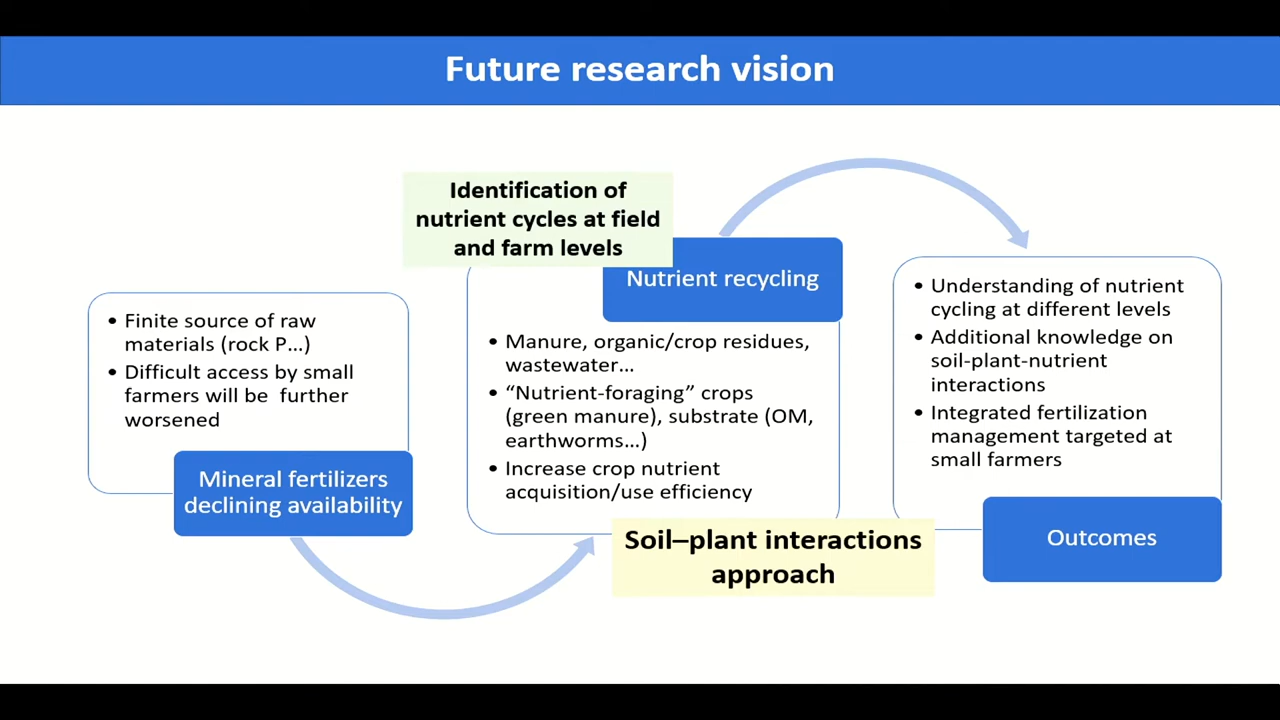 Future research vision
• Finite source of raw
materials (rock P…)
• Difficult access by small
farmers will be further
worsened
Mineral fertilizers
declining availability
Identification of
nutrient cycles at field
and farm levels
Nutrient recycling
• Manure, organic/crop residues,
wastewater…
• “Nutrient-foraging” crops
(green manure), substrate (OM,
earthworms…)
• Increase crop nutrient
acquisition/use efficiency
Soil–plant interactions
approach
• Understanding of nutrient
cycling at different levels
• Additional knowledge on
soil-plant-nutrient
interactions
• Integrated fertilization
management targeted at
small farmers
Outcomes